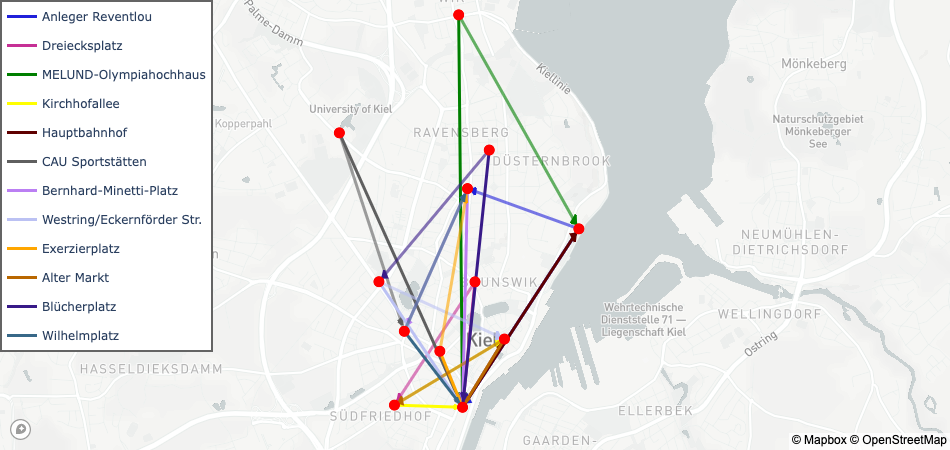 Anleger Reventlou
Dreiecksplatz
MELUND-Olympiahochhaus
Kirchhofallee
Hauptbahnhof
CAU Sportstätten
Bernhard-Minetti-Platz
Westring/Eckernförder Str.
Exerzierplatz
Alter Markt
Blücherplatz
Wilhelmplatz
Palme-Damm
Kiellinie
Mönkeberg
University of Kiel
Kopperpahl
RAVENSBERG
Naturschutzgebiet
Mönkeberger
See
DÜSTERNBROOK
NEUMÜHLEN-
DIETRICHSDORF
UNSWIK
Wehrtechnische
Dienststelle 71 —
Liegenschaft Kiel
WELLINGDORF
Kiel
Ostring
HASSELDIEKSDAMM
SÜDFRIEDHOF
ELLERBEK
GAARDEN-
© Mapbox © OpenStreetMap